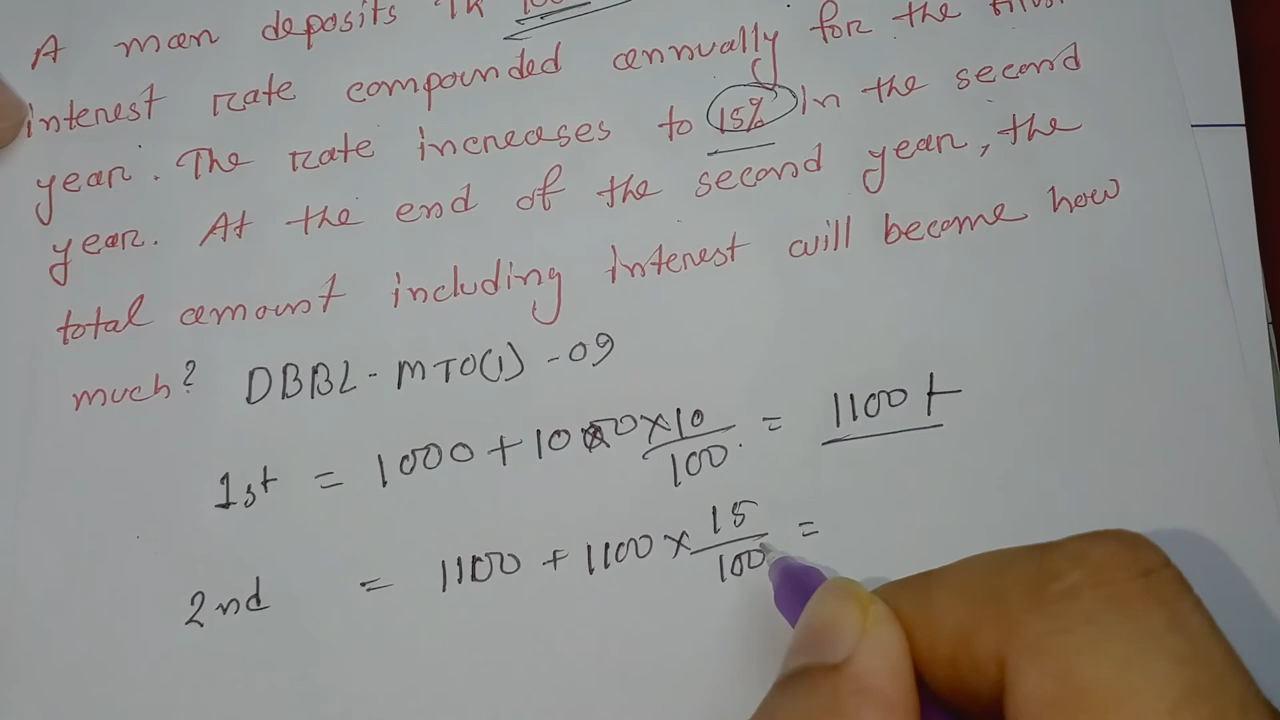 A man deposits TK
interest rate compounded annually for the
year. The rate increases to 15% In the second
year. At the end of the second year, the
total amount including interest will become how
much? DBBL-MTO(1)-09
1st = 1000 + 1000 × 10/100 = 1100 t
2nd = 1100 + 1100 × 15/100 =